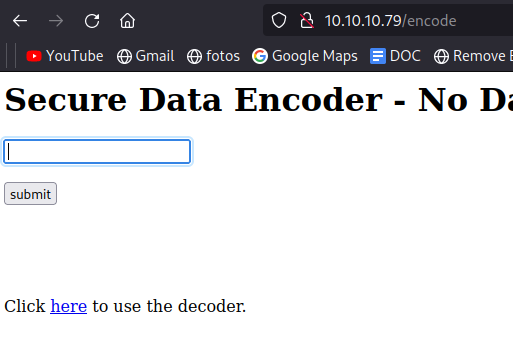 10.10.10.79/encode
YouTube Gmail fotos Google Maps DOC Remove
Secure Data Encoder - No
submit
Click here to use the decoder.